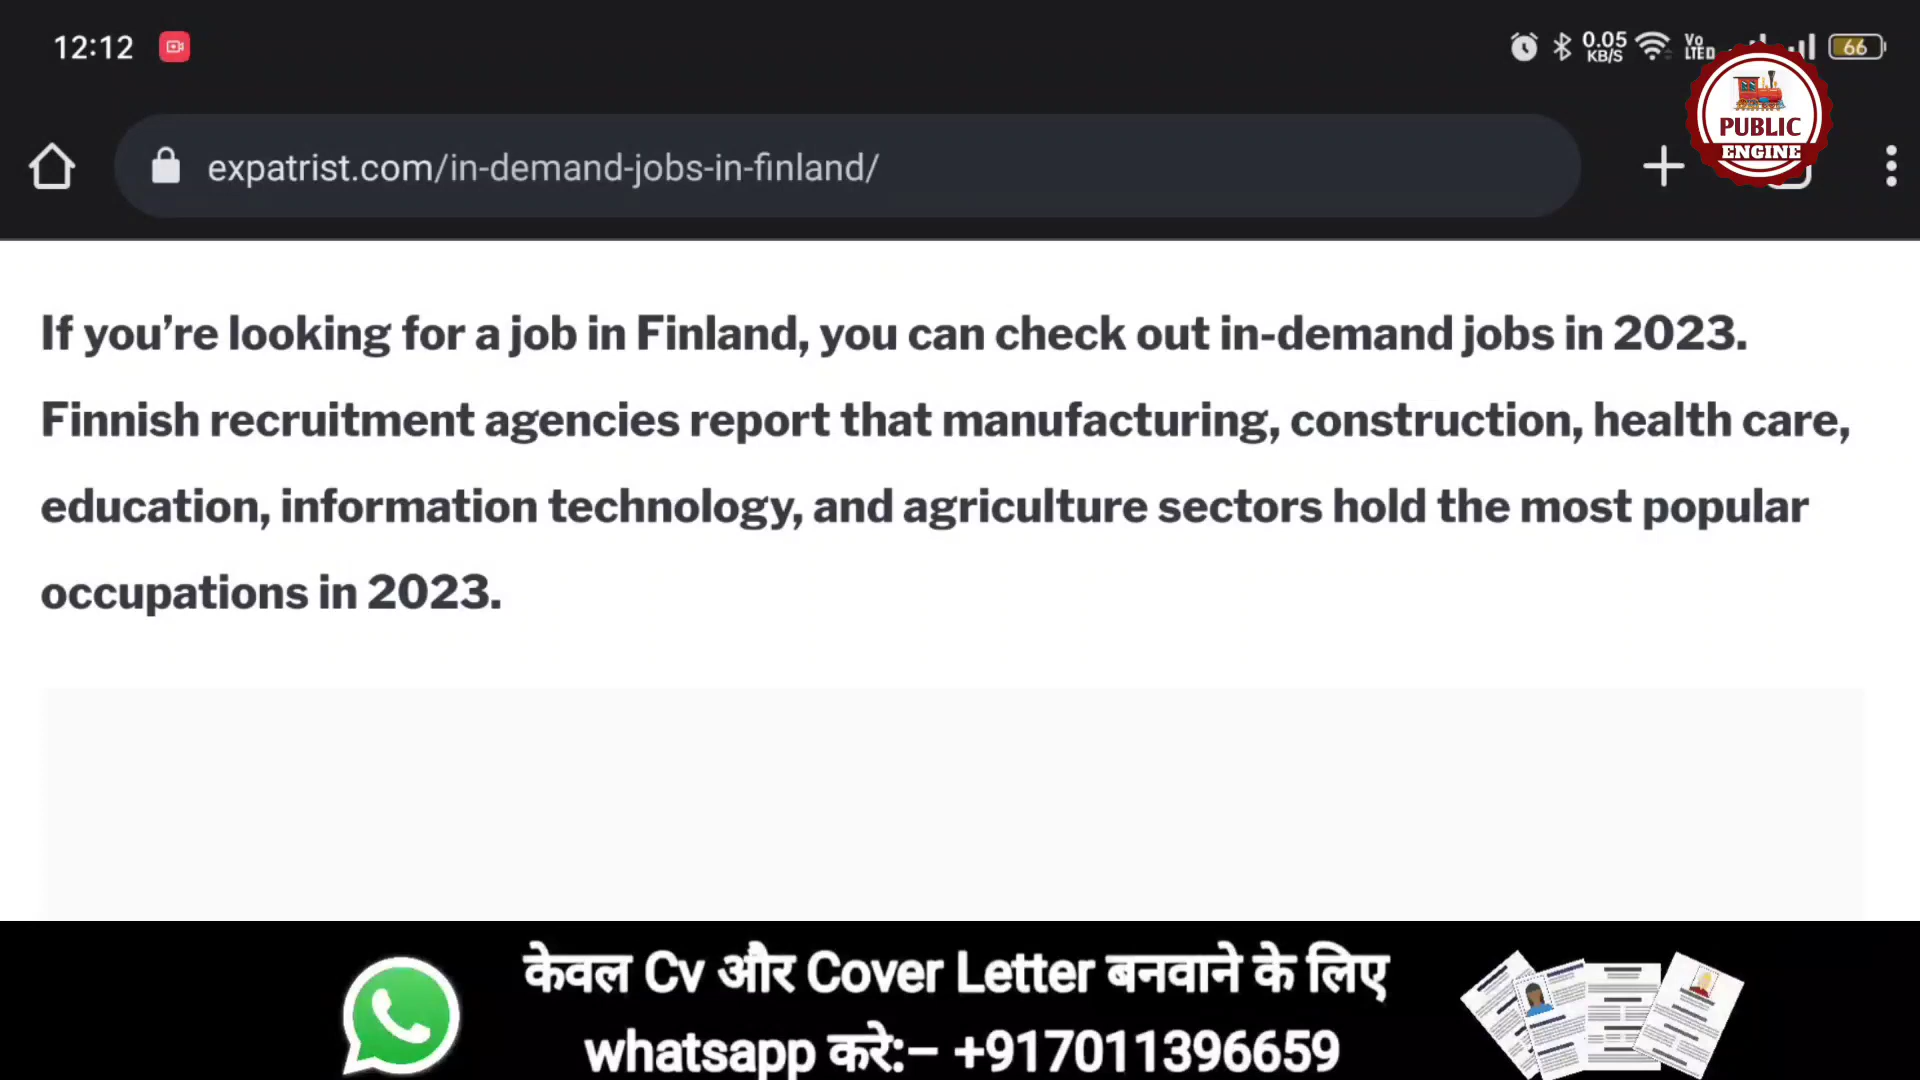 12:12
0.05
KB/S
Vo
LTED
66
PUBLIC
ENGINE
expatrist.com/in-demand-jobs-in-finland/
If you’re looking for a job in Finland, you can check out in-demand jobs in 2023.
Finnish recruitment agencies report that manufacturing, construction, health care,
education, information technology, and agriculture sectors hold the most popular
occupations in 2023.
केवल Cv और Cover Letter बनवाने के लिए
whatsapp करे:– +917011396659